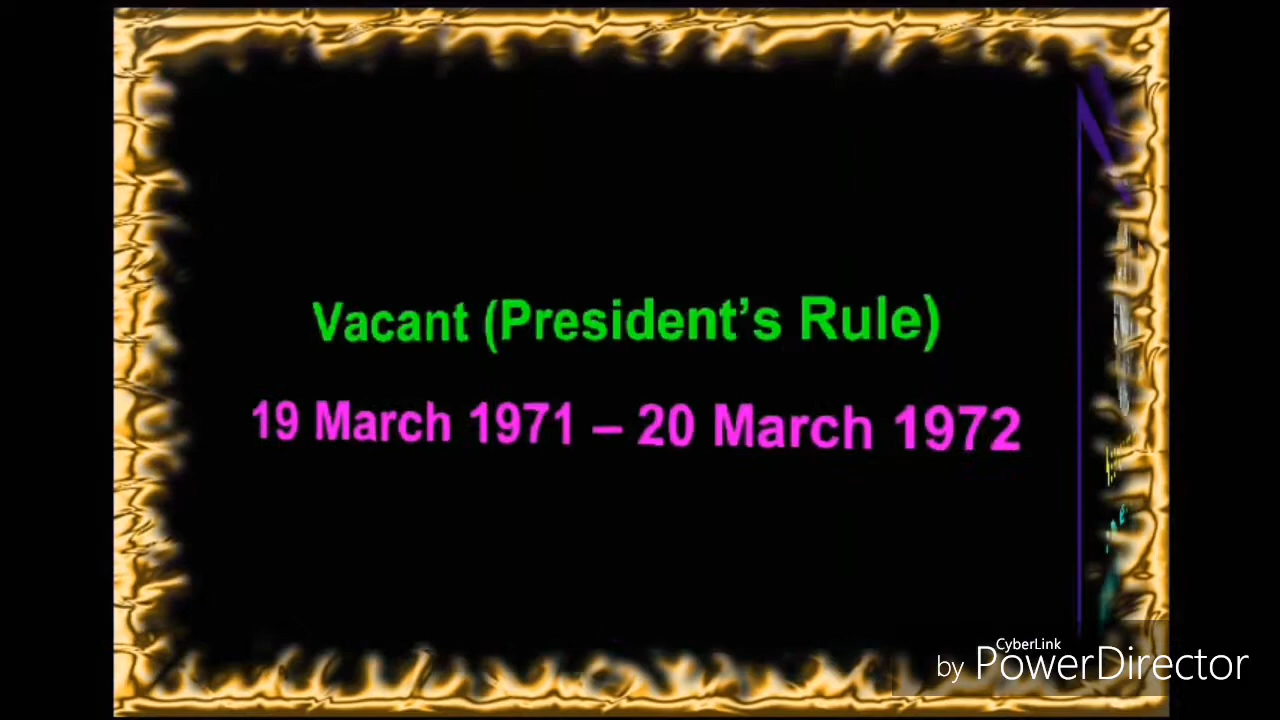 Vacant (President’s Rule)
19 March 1971 – 20 March 1972
CyberLink
by PowerDirector